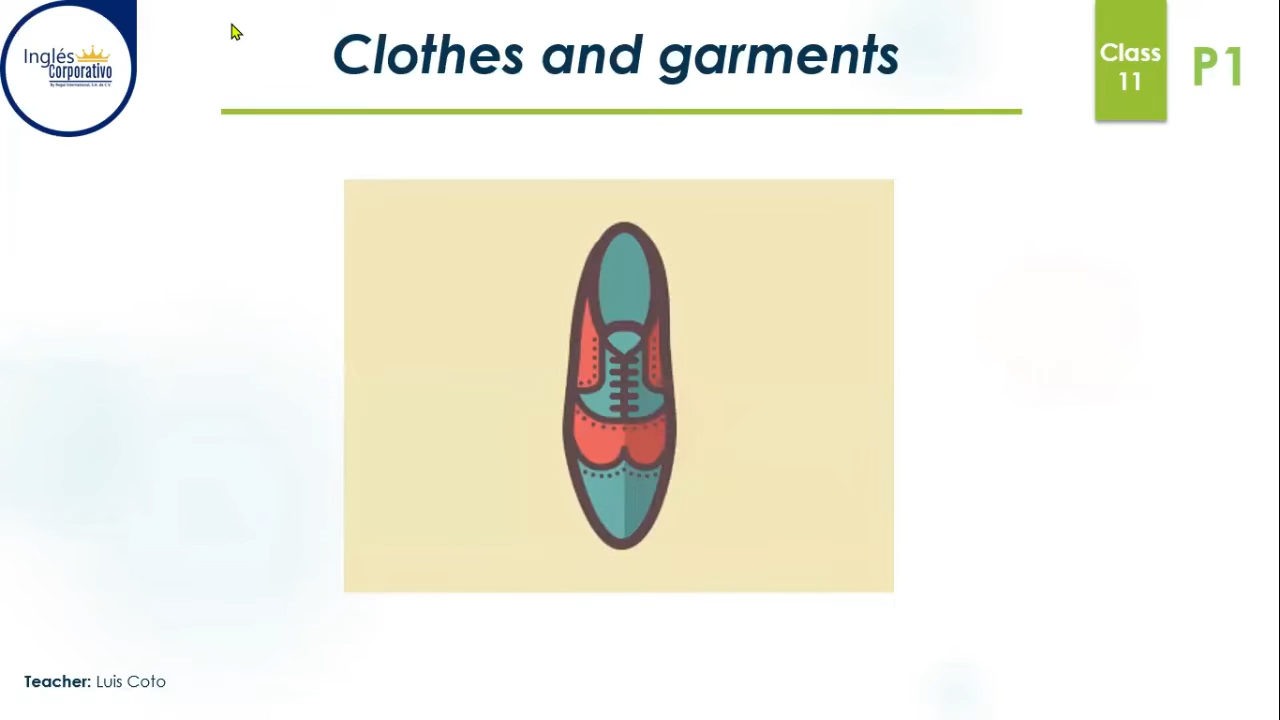 Inglés
Corporativo
Clothes and garments
Class
11
P1
Teacher: Luis Coto